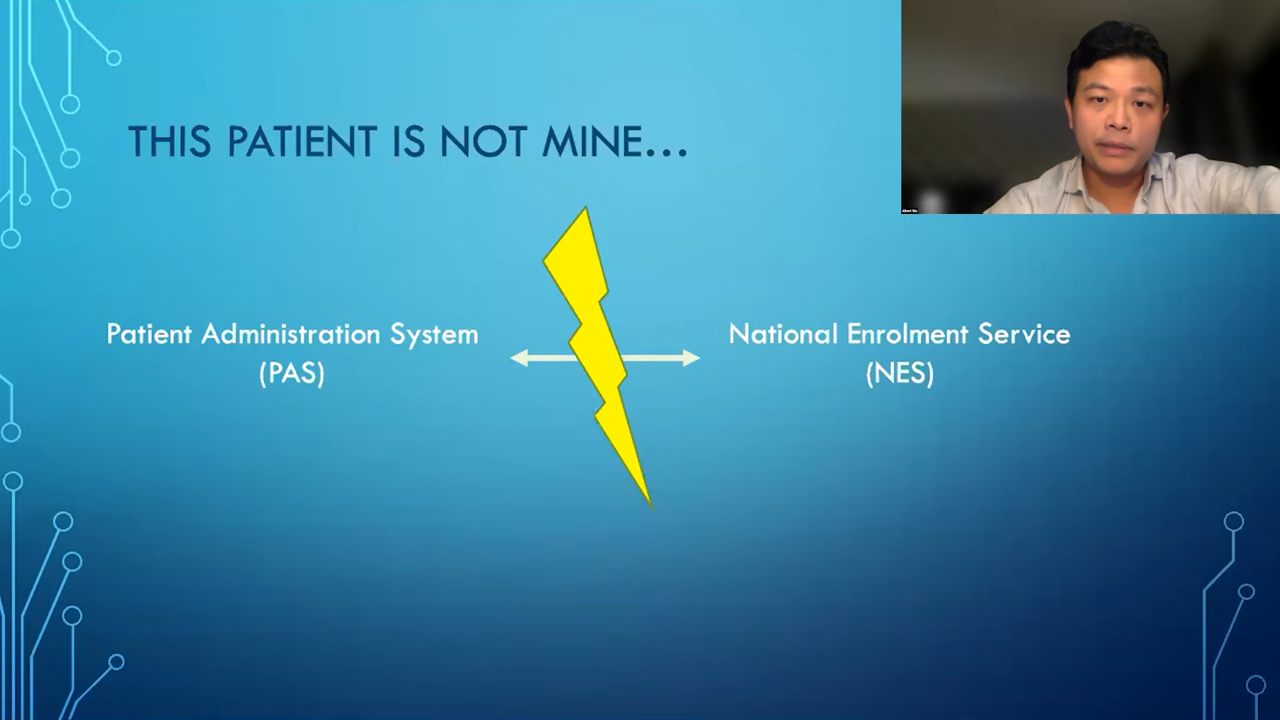 THIS PATIENT IS NOT MINE...
Patient Administration System
(PAS)
National Enrolment Service
(NES)